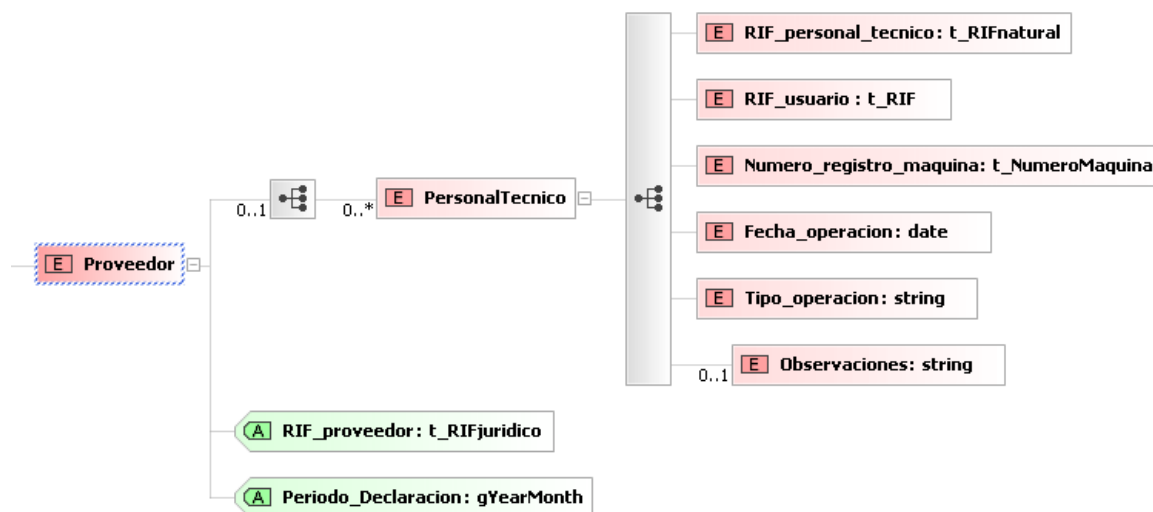 E RIF_personal_tecnico: t_RIFnatural
E RIF_usuario : t_RIF
E Numero_registro_maquina: t_NumeroMaquina
0..1
0..*
E PersonalTecnico
E Fecha_operacion: date
E Proveedor
E Tipo_operacion: string
0..1
E Observaciones: string
A RIF_proveedor: t_RIFjuridico
A Periodo_Declaracion: gYearMonth